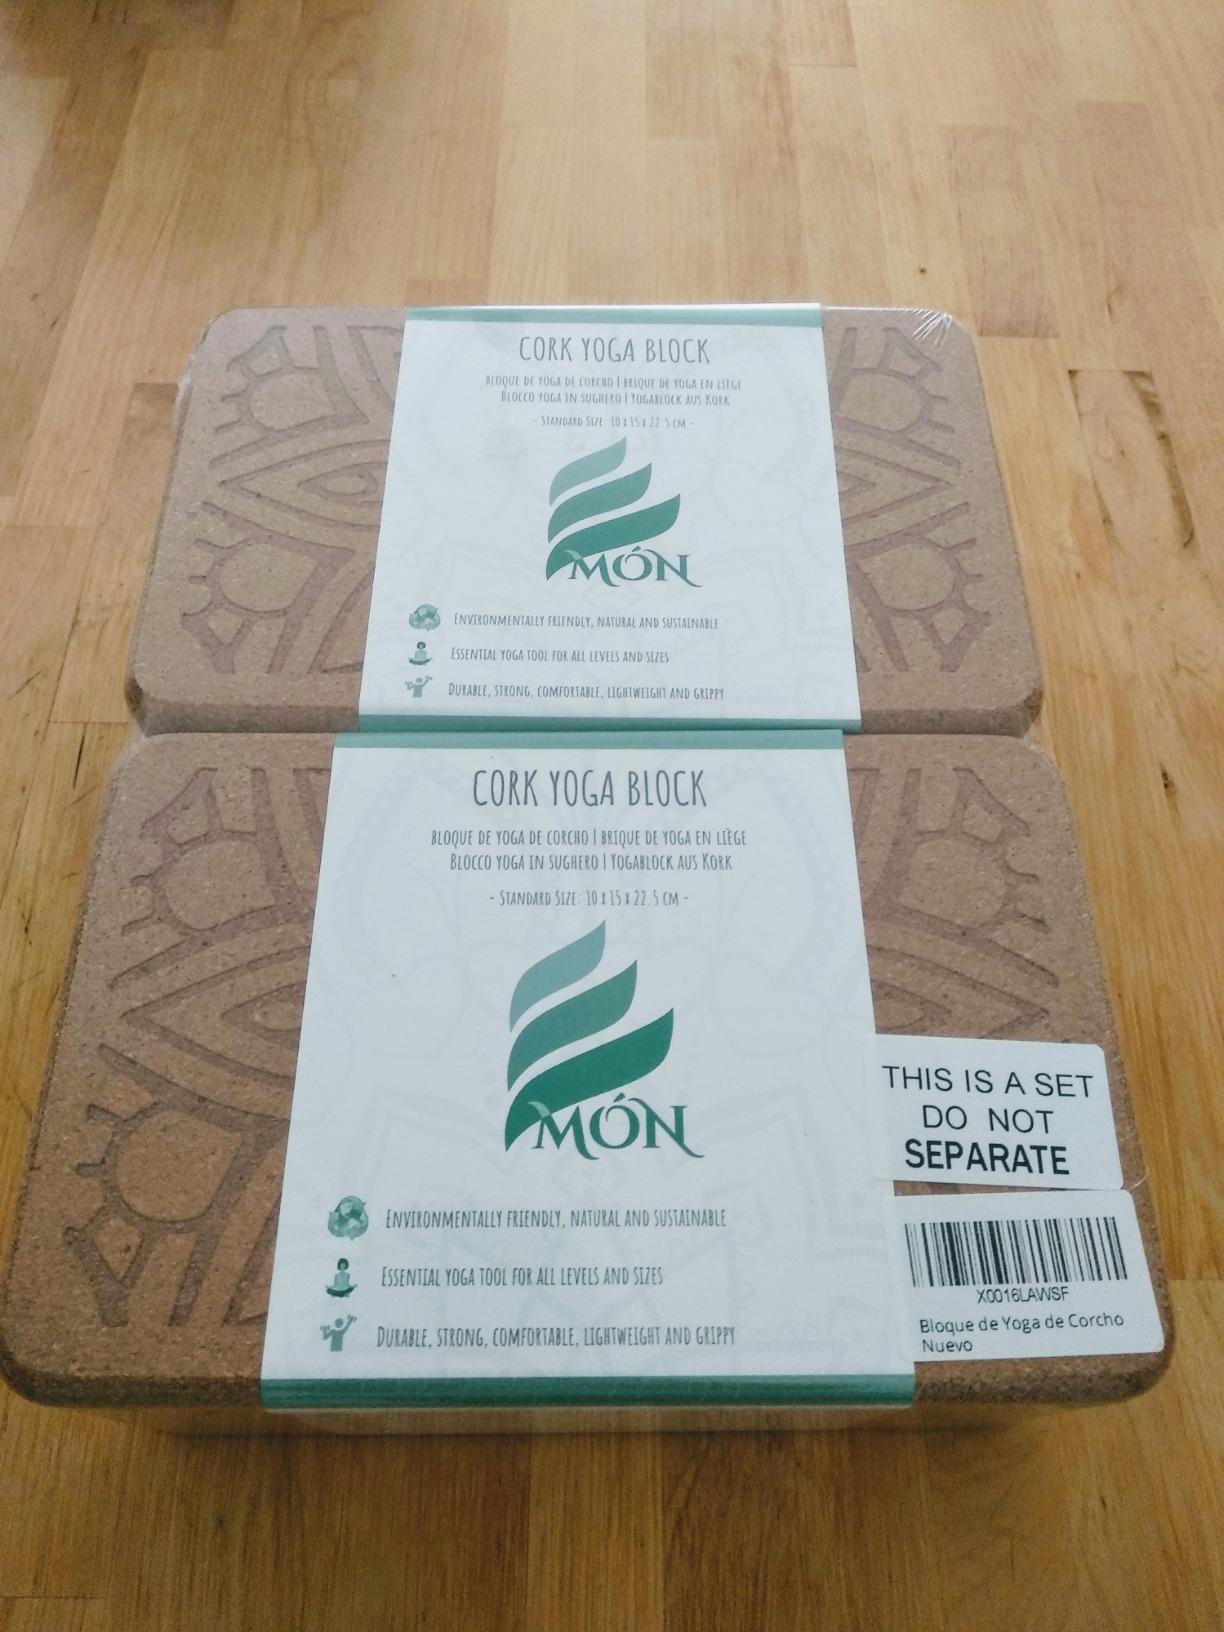 CORK YOGA BLOCK
BLOQUE DE YOGA DE CORCHO | BRIQUE DE YOGA EN LIÈGE
BLOCCO YOGA IN SUGHERO | YOGABLOCK AUS KORK
- STANDARD SIZE: 10 X 15 X 22.5 CM -
MÓN
ENVIRONMENTALLY FRIENDLY, NATURAL AND SUSTAINABLE
ESSENTIAL YOGA TOOL FOR ALL LEVELS AND SIZES
DURABLE, STRONG, COMFORTABLE, LIGHTWEIGHT AND GRIPPY
CORK YOGA BLOCK
BLOQUE DE YOGA DE CORCHO | BRIQUE DE YOGA EN LIÈGE
BLOCCO YOGA IN SUGHERO | YOGABLOCK AUS KORK
- STANDARD SIZE: 10 X 15 X 22.5 CM -
MÓN
ENVIRONMENTALLY FRIENDLY, NATURAL AND SUSTAINABLE
ESSENTIAL YOGA TOOL FOR ALL LEVELS AND SIZES
DURABLE, STRONG, COMFORTABLE, LIGHTWEIGHT AND GRIPPY
THIS IS A SET
DO NOT
SEPARATE
X0016LAWSF
Bloque de Yoga de Corcho
Nuevo